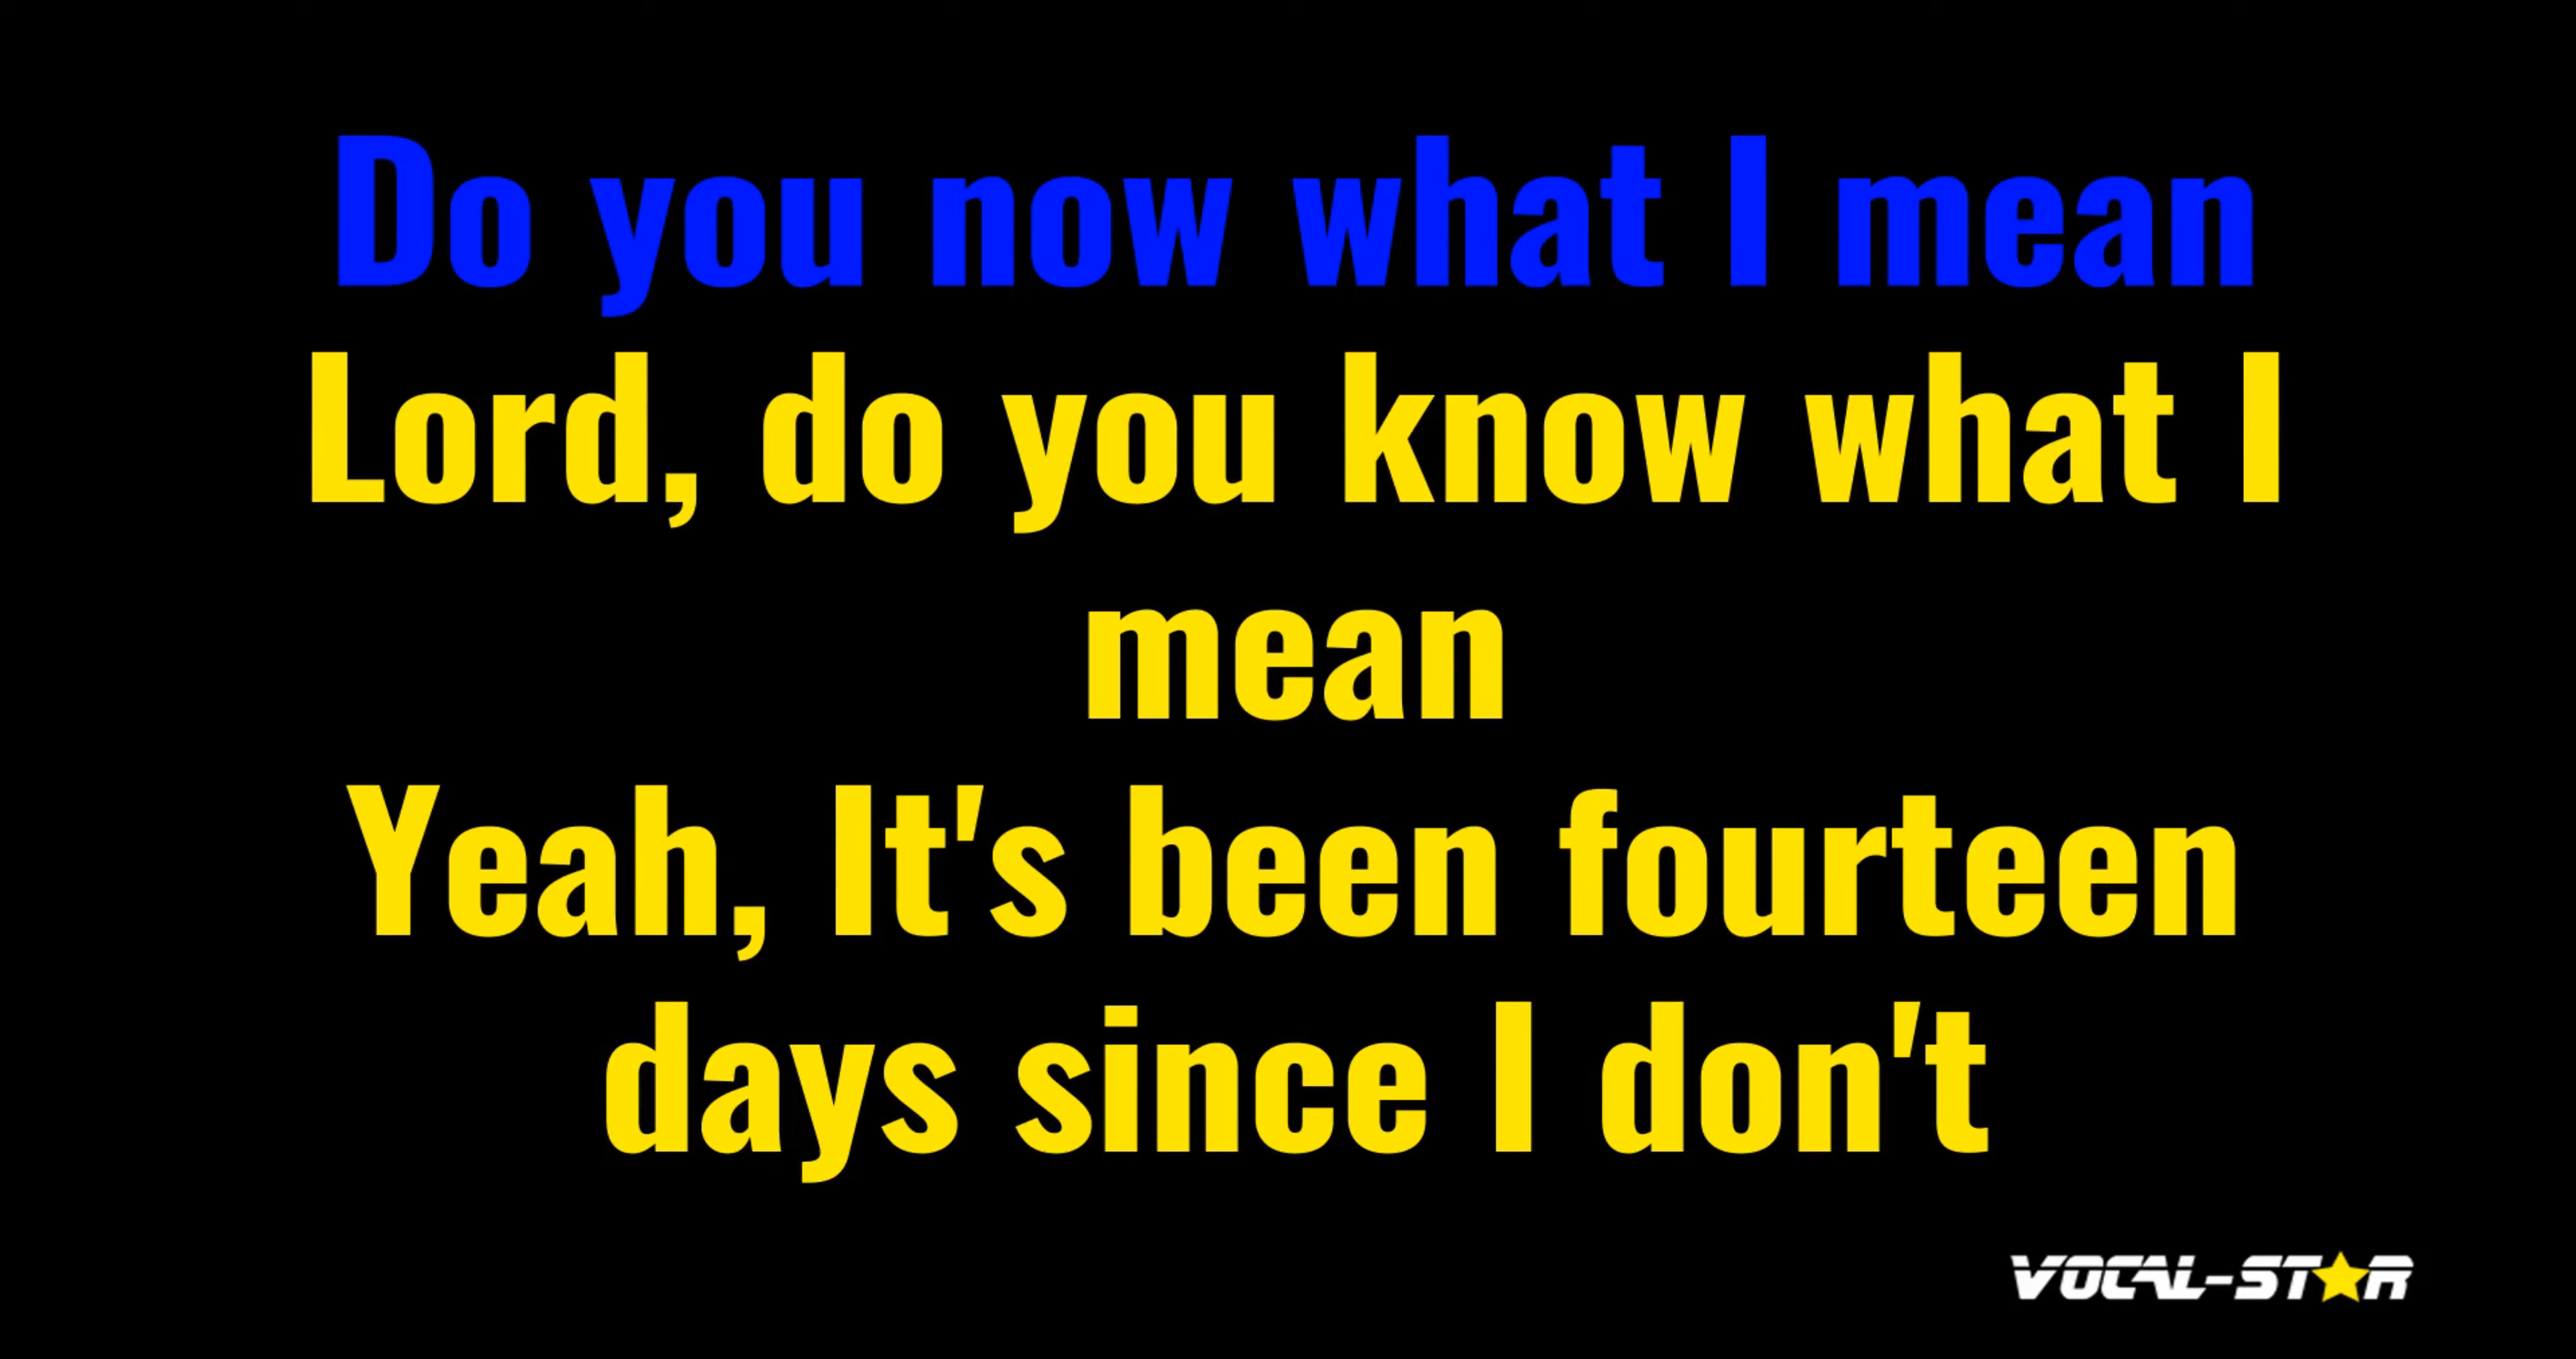 Do you now what I mean
Lord, do you know what I
mean
Yeah, It's been fourteen
days since I don't
VOCAL-STAR